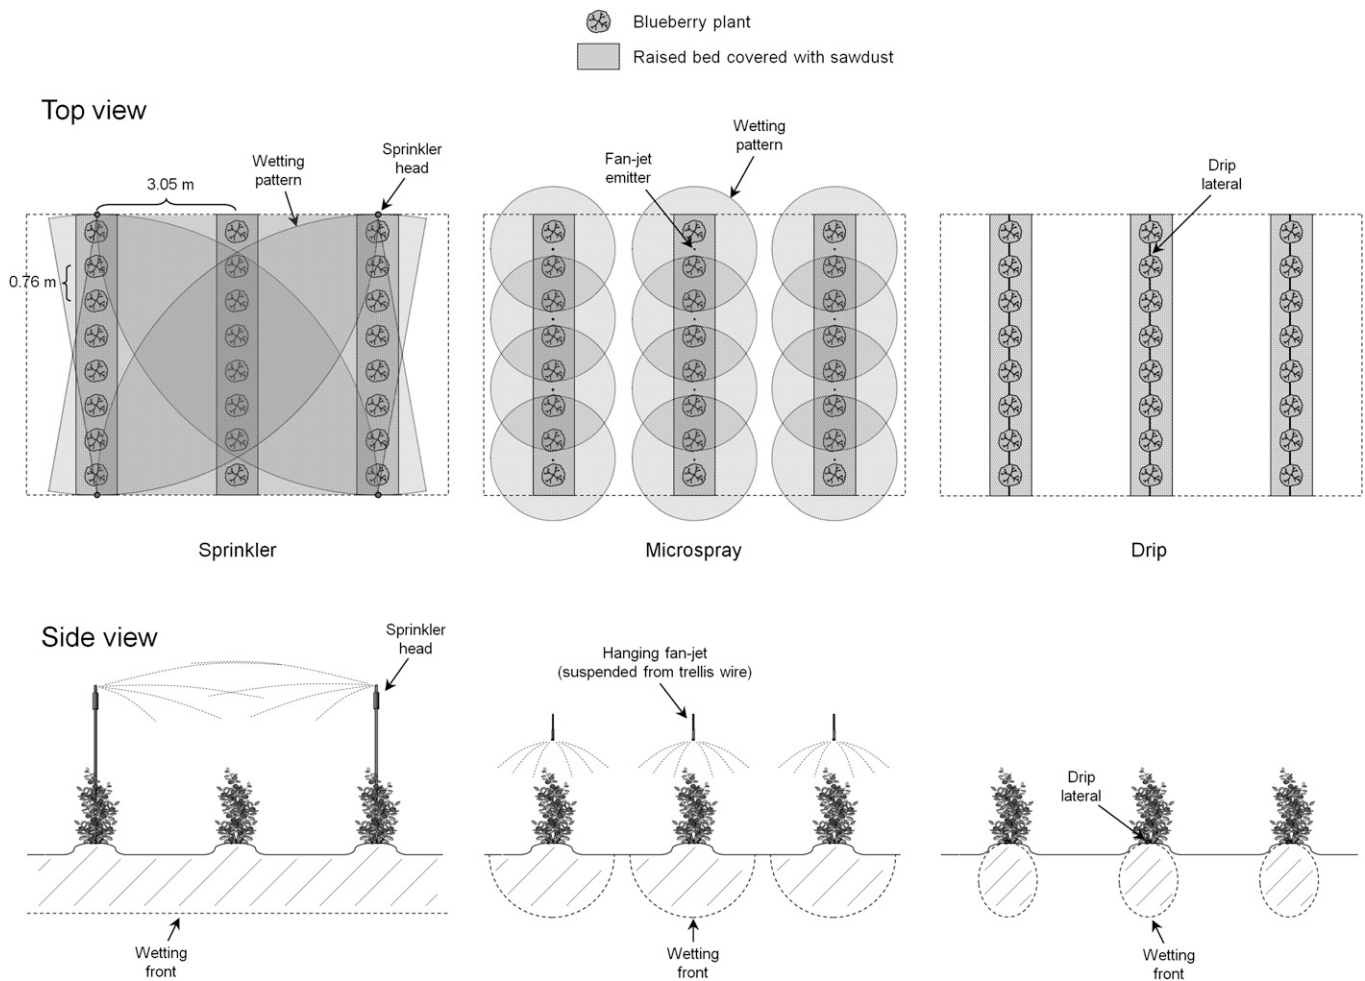 Blueberry plant
Raised bed covered with sawdust
Top view
Sprinkler
head
Wetting
pattern
3.05 m
0.76 m
Wetting
pattern
Fan-jet
emitter
Drip
lateral
Sprinkler
Microspray
Drip
Side view
Sprinkler
head
Hanging fan-jet
(suspended from trellis wire)
Drip
lateral
Wetting
front
Wetting
front
Wetting
front